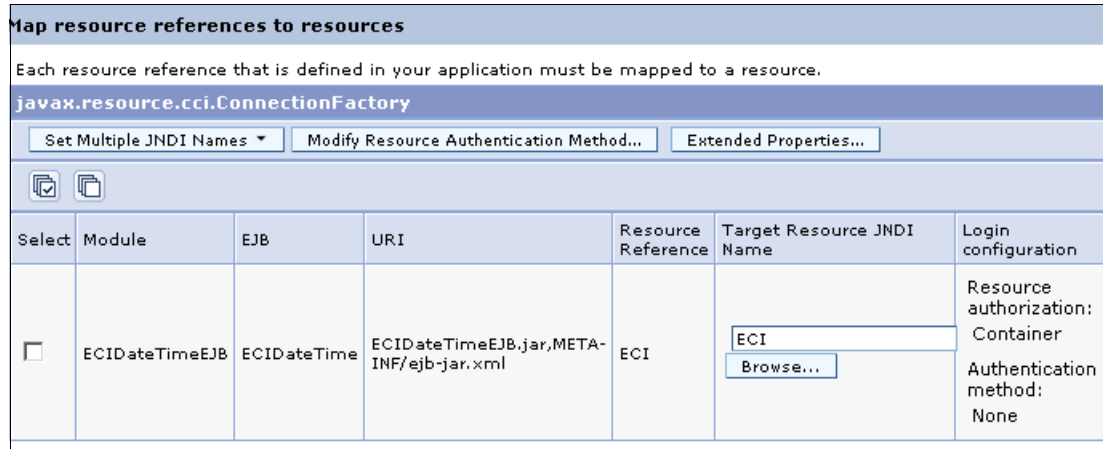 Map resource references to resources
Each resource reference that is defined in your application must be mapped to a resource.
javax.resource.cci.ConnectionFactory
Set Multiple JNDI Names Modify Resource Authentication Method... Extended Properties...
Select Module EJB URI Resource Reference Target Resource JNDI Name Login configuration
ECIDateTimeEJB ECIDateTime ECIDateTimeEJB.jar,META-INF/ejb-jar.xml ECI ECI
Browse...
Resource authorization:
Container
Authentication method:
None